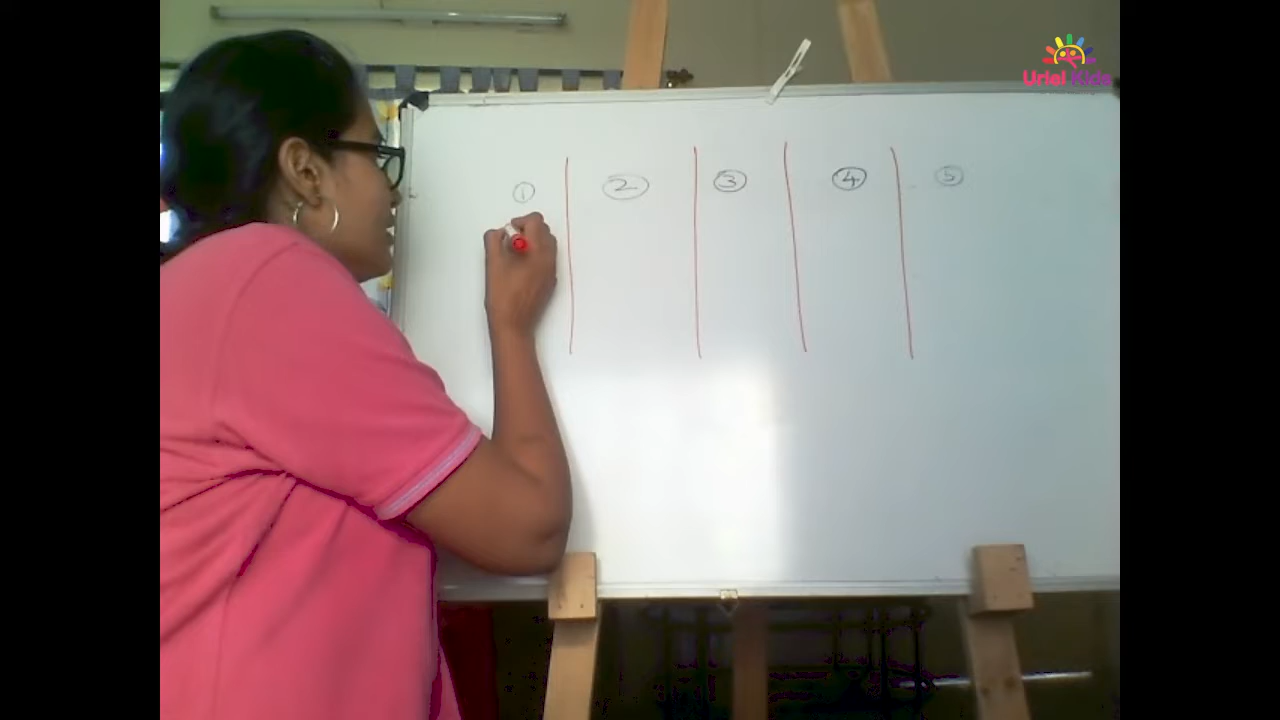 Uriel Kids
① ② ③ ④ ⑤